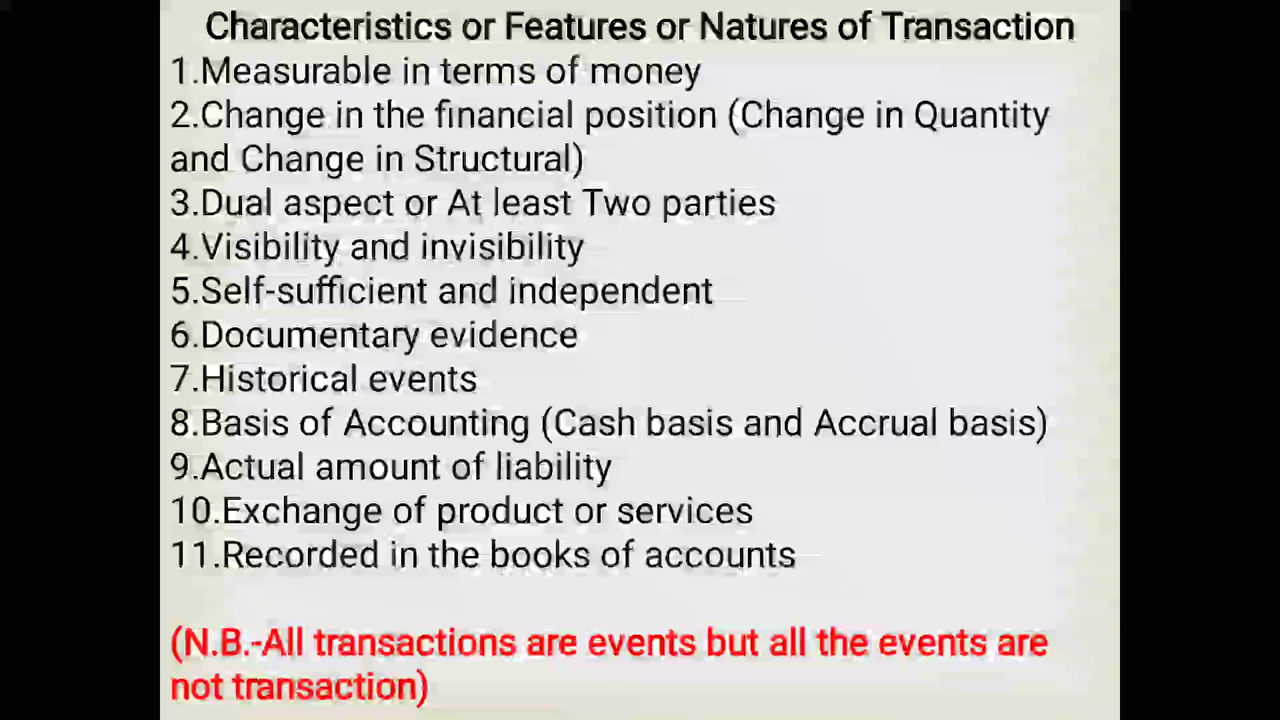 Characteristics or Features or Natures of Transaction
1.Measurable in terms of money
2.Change in the financial position (Change in Quantity
and Change in Structural)
3.Dual aspect or At least Two parties
4.Visibility and invisibility
5.Self-sufficient and independent
6.Documentary evidence
7.Historical events
8.Basis of Accounting (Cash basis and Accrual basis)
9.Actual amount of liability
10.Exchange of product or services
11.Recorded in the books of accounts
(N.B.-All transactions are events but all the events are
not transaction)